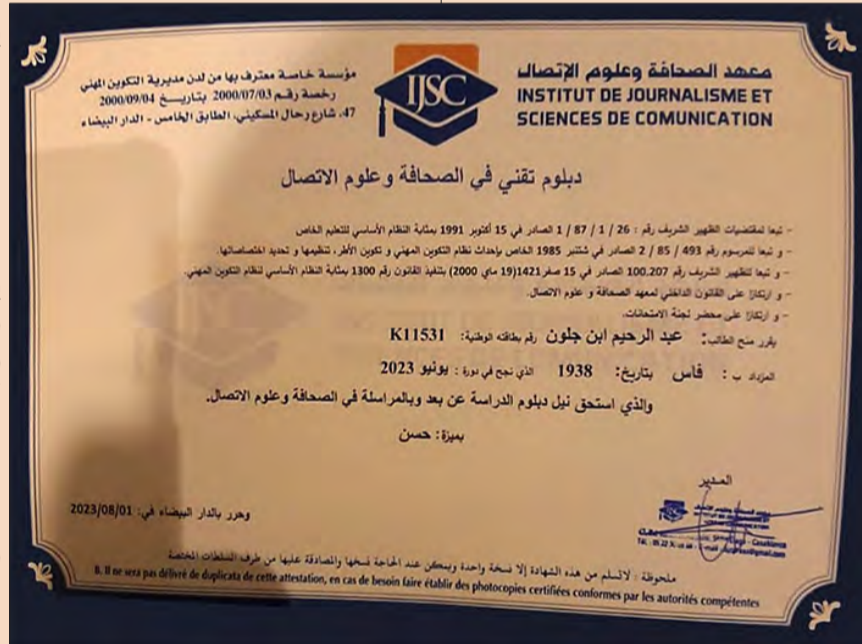 معهد الصحافة وعلوم الإتصال
INSTITUT DE JOURNALISME ET
SCIENCES DE COMUNICATION
IJSC
مؤسسة خاصة معترف بها من لدن مديرية التكوين المهني
رخصة رقم 2000/07/03 بتاريخ 2000/09/04
47، شارع رحال المسكيني، الطابق الخامس - الدار البيضاء
دبلوم تقني في الصحافة وعلوم الاتصال
- تبعا لمقتضيات الظهير الشريف رقم : 26 / 1 / 87 / 1 الصادر في 15 أكتوبر 1991 بمثابة النظام الأساسي للتعليم الخاص
- و تبعا للمرسوم رقم 493 / 85 / 2 الصادر في شتنبر 1985 الخاص بإحداث نظام التكوين المهني و تكوين الأطر، تنظيمها و تحديد اختصاصاتها.
- و تبعا للظهير الشريف رقم 100.207 الصادر في 15 صفر1421(19 ماي 2000) بتنفيذ القانون رقم 1300 بمثابة النظام الأساسي لنظام التكوين المهني.
- و ارتكازا على القانون الداخلي لمعهد الصحافة و علوم الاتصال.
- و ارتكازا على محضر لجنة الامتحانات.
يقرر منح الطالب: عبد الرحيم ابن جلون رقم بطاقته الوطنية: K11531
المزداد ب : فاس بتاريخ: 1938 الذي نجح في دورة : يونيو 2023
والذي استحق نيل دبلوم الدراسة عن بعد وبالمراسلة في الصحافة وعلوم الاتصال.
بميزة: حسن
المدير
وحرر بالدار البيضاء في: 2023/08/01
ملحوظة : لاتسلم من هذه الشهادة إلا نسخة واحدة ويمكن عند الحاجة نسخها والمصادقة عليها من طرف السلطات المختصة
B. Il ne sera pas délivré de duplicata de cette attestation, en cas de besoin faire établir des photocopies certifiées conformes par les autorités compétentes